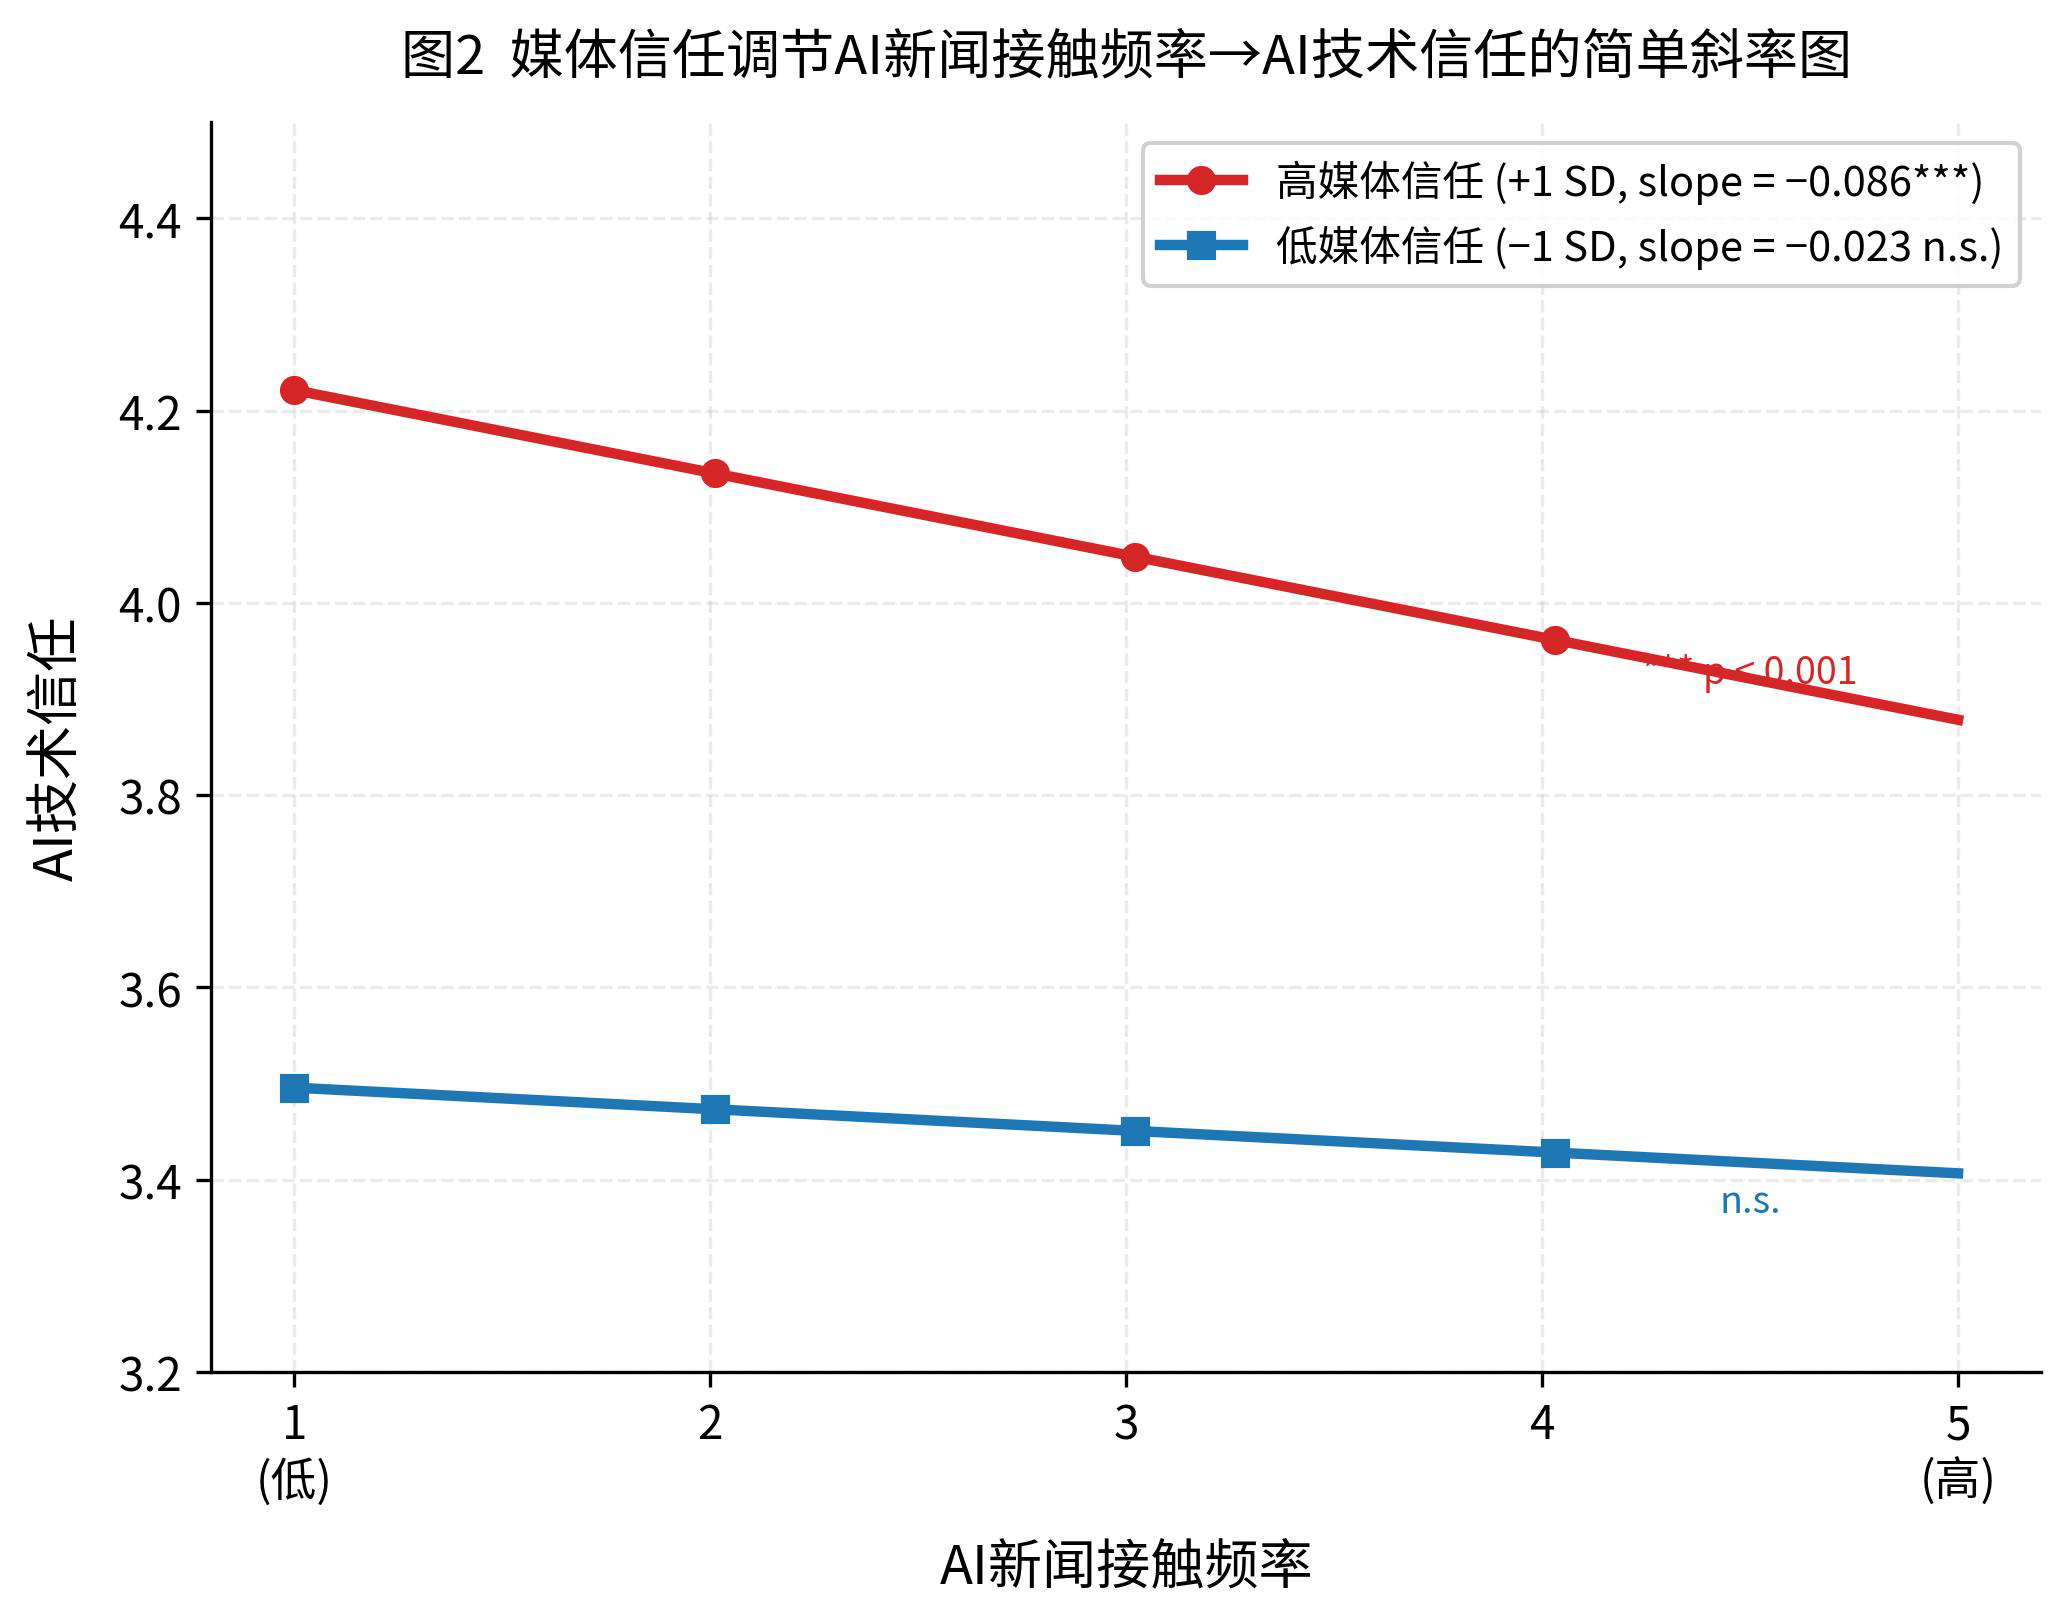 图2 媒体信任调节AI新闻接触频率→AI技术信任的简单斜率图
高媒体信任 (+1 SD, slope = −0.086***)
低媒体信任 (−1 SD, slope = −0.023 n.s.)
4.4
4.2
4.0
3.8
3.6
3.4
3.2
AI技术信任
*** p < 0.001
n.s.
1 2 3 4 5
(低) (高)
AI新闻接触频率